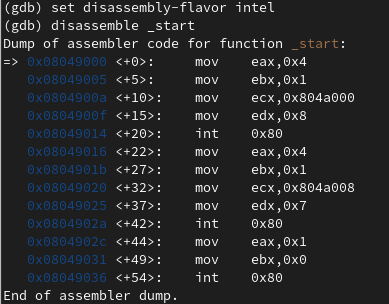 (gdb) set disassembly-flavor intel
(gdb) disassemble _start
Dump of assembler code for function _start:
=> 0x08049000 <+0>:     mov    eax,0x4
   0x08049005 <+5>:     mov    ebx,0x1
   0x0804900a <+10>:    mov    ecx,0x804a000
   0x0804900f <+15>:    mov    edx,0x8
   0x08049014 <+20>:    int    0x80
   0x08049016 <+22>:    mov    eax,0x4
   0x0804901b <+27>:    mov    ebx,0x1
   0x08049020 <+32>:    mov    ecx,0x804a008
   0x08049025 <+37>:    mov    edx,0x7
   0x0804902a <+42>:    int    0x80
   0x0804902c <+44>:    mov    eax,0x1
   0x08049031 <+49>:    mov    ebx,0x0
   0x08049036 <+54>:    int    0x80
End of assembler dump.